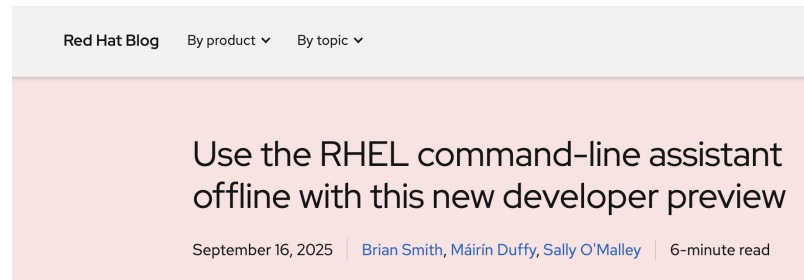 Red Hat Blog By product By topic
Use the RHEL command-line assistant
offline with this new developer preview
September 16, 2025 Brian Smith, Máirín Duffy, Sally O'Malley 6-minute read